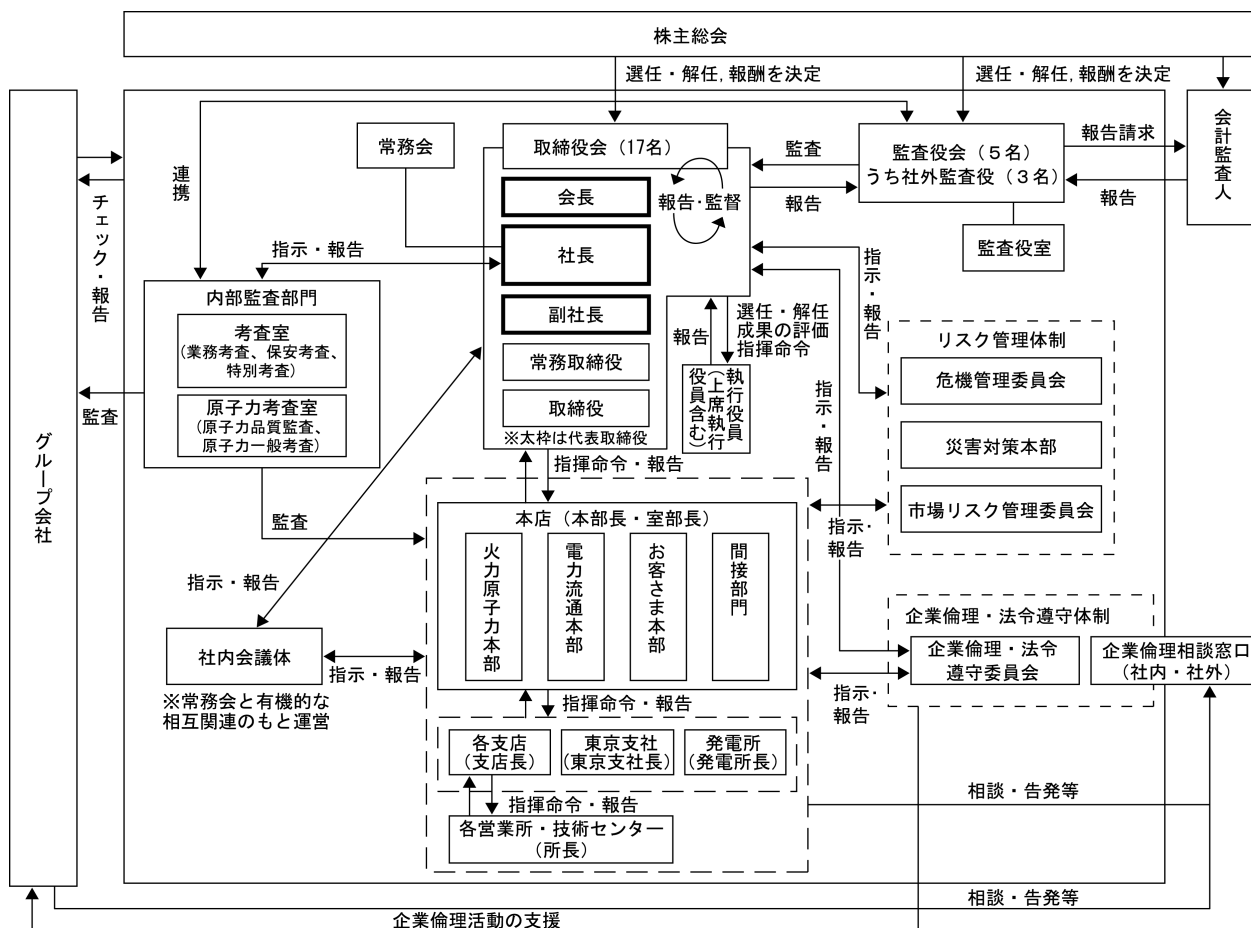 株主総会
選任・解任,報酬を決定
選任・解任,報酬を決定
グループ会社
チェック・報告
連携
常務会
取締役会(17名)
報告・監督
会長
社長
副社長
常務取締役
取締役
※太枠は代表取締役
監査
報告
監査役会(5名)
うち社外監査役(3名)
監査役室
報告請求
報告
会計監査人
指示・報告
内部監査部門
考査室
(業務考査、保安考査、
特別考査)
原子力考査室
(原子力品質監査、
原子力一般考査)
監査
監査
報告
選任・解任
成果の評価
指揮命令
執行役員
(上席執行
役員含む)
指示・報告
指示・報告
リスク管理体制
危機管理委員会
災害対策本部
市場リスク管理委員会
指揮命令・報告
本店(本部長・室部長)
火力原子力本部
電力流通本部
お客さま本部
間接部門
指示・
報告
指示・報告
社内会議体
※常務会と有機的な
相互関連のもと運営
指示・報告
企業倫理・法令遵守体制
企業倫理・法令
遵守委員会
企業倫理相談窓口
(社内・社外)
指示・
報告
指揮命令・報告
各支店
(支店長)
東京支社
(東京支社長)
発電所
(発電所長)
指揮命令・報告
各営業所・技術センター
(所長)
相談・告発等
相談・告発等
企業倫理活動の支援